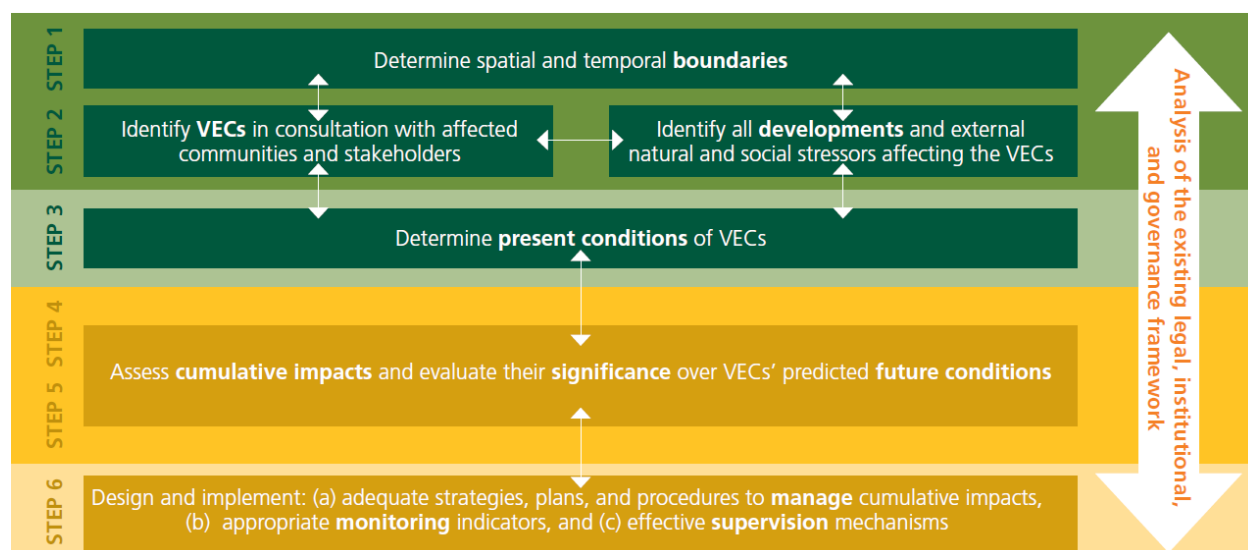 STEP 1
Determine spatial and temporal boundaries
STEP 2
Identify VECs in consultation with affected
communities and stakeholders
Identify all developments and external
natural and social stressors affecting the VECs
STEP 3
Determine present conditions of VECs
STEP 4
STEP 5
Assess cumulative impacts and evaluate their significance over VECs’ predicted future conditions
STEP 6
Design and implement: (a) adequate strategies, plans, and procedures to manage cumulative impacts,
(b) appropriate monitoring indicators, and (c) effective supervision mechanisms
Analysis of the existing legal, institutional,
and governance framework